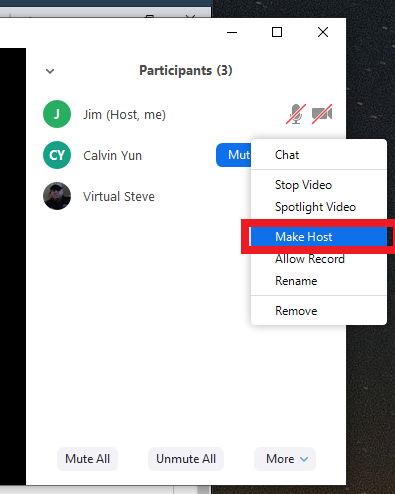 Participants (3)
J Jim (Host, me)
CY Calvin Yun
Virtual Steve
Chat
Stop Video
Spotlight Video
Make Host
Allow Record
Rename
Remove
Mute All Unmute All More